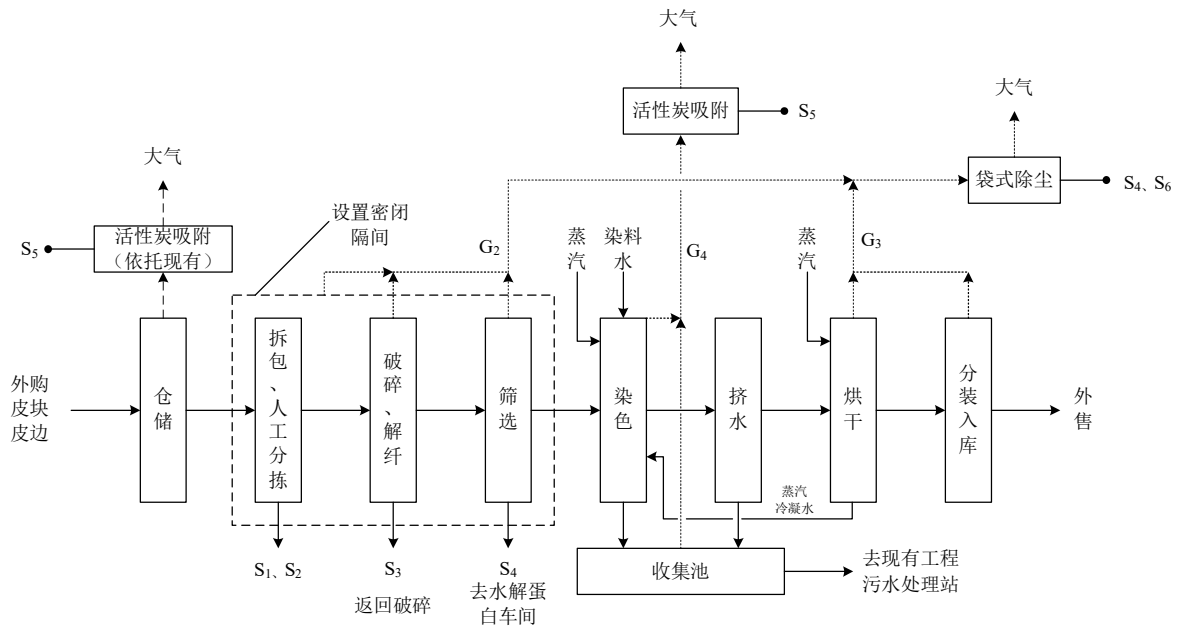 大气
活性炭吸附
S5
大气
袋式除尘
S4、S6
大气
活性炭吸附
（依托现有）
S5
设置密闭
隔间
G2
蒸
汽
染料
水
G4
蒸
汽
G3
外购
皮块
皮边
仓
储
拆
包
、
人
工
分
拣
破
碎
、
解
纤
筛
选
染
色
挤
水
烘
干
分
装
入
库
外
售
蒸汽
冷凝水
S1、S2
S3
返回破碎
S4
去水解蛋
白车间
收集池
去现有工程
污水处理站